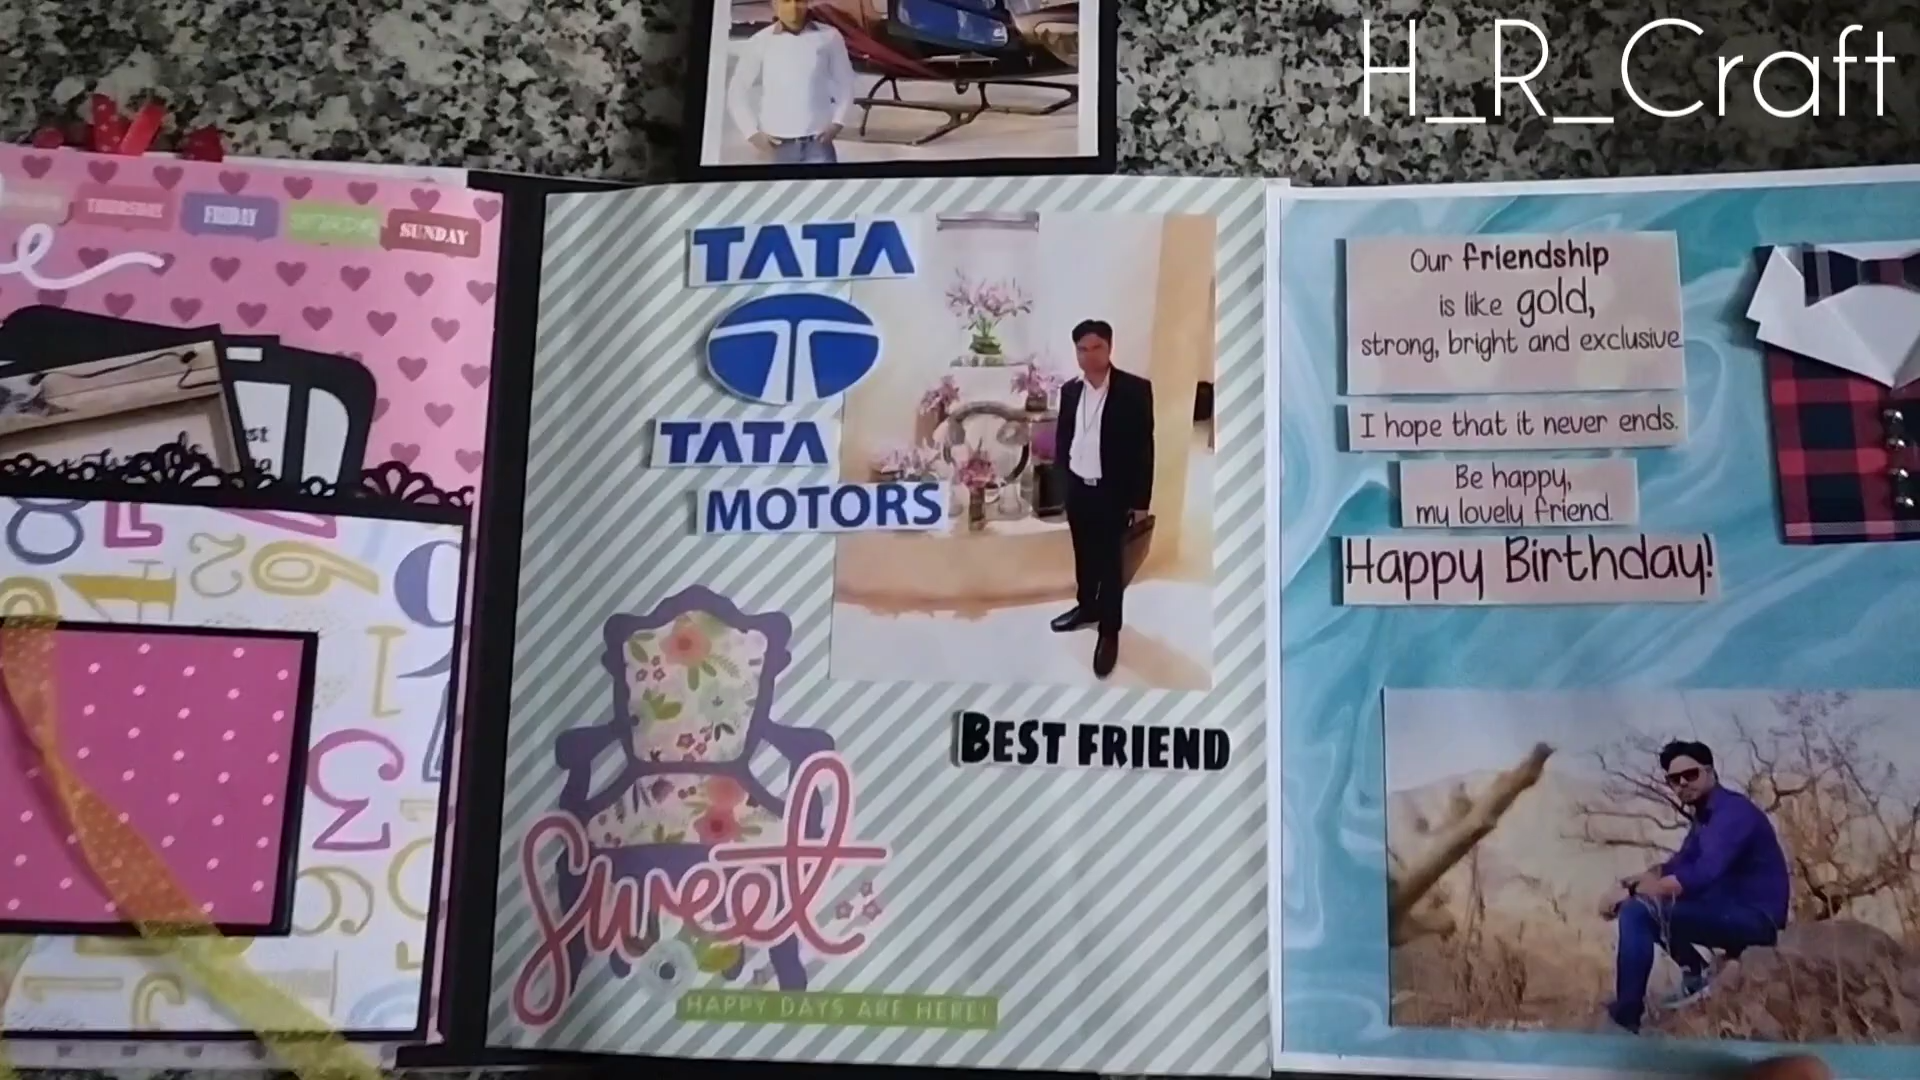 H_R_Craft
THURSDAY
FRIDAY
SATURDAY
SUNDAY
TATA
TATA
MOTORS
BEST FRIEND
Sweet
HAPPY DAYS ARE HERE!
Our friendship
is like gold,
strong, bright and exclusive
I hope that it never ends.
Be happy,
my lovely friend.
Happy Birthday!